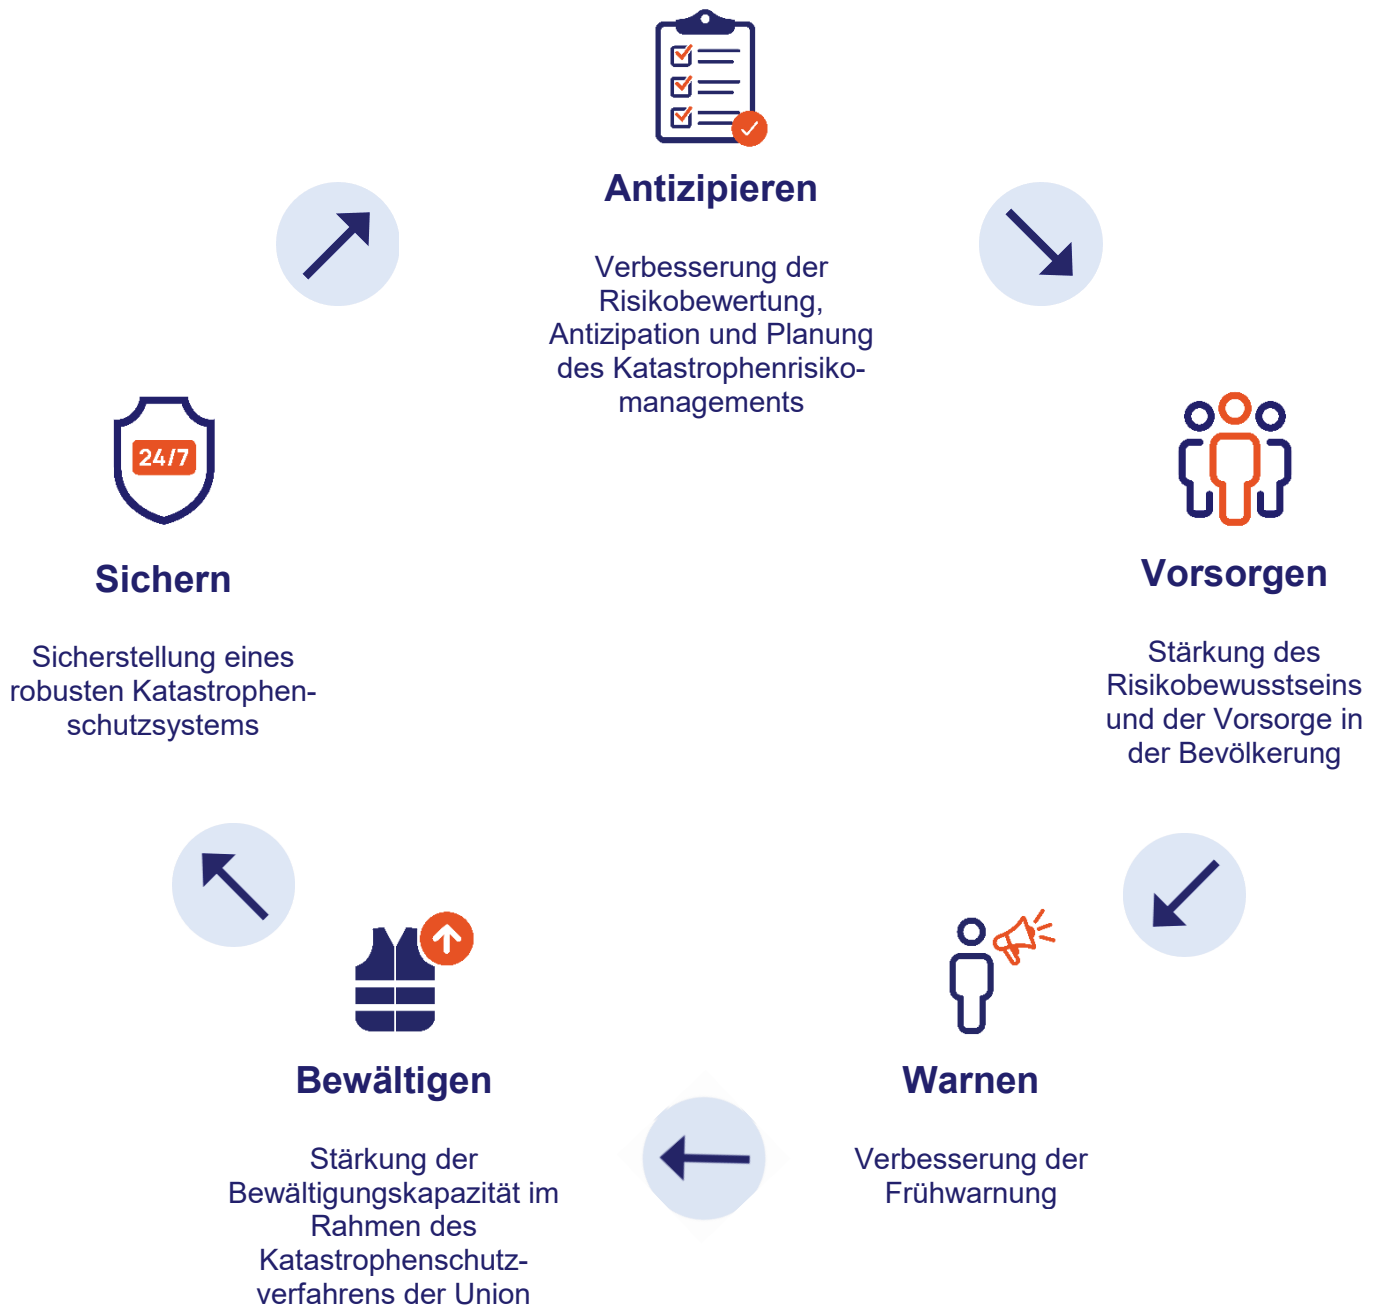 Antizipieren
Verbesserung der
Risikobewertung,
Antizipation und Planung
des Katastrophenrisiko-
managements
Vorsorgen
Stärkung des
Risikobewusstseins
und der Vorsorge in
der Bevölkerung
Warnen
Verbesserung der
Frühwarnung
Bewältigen
Stärkung der
Bewältigungskapazität im
Rahmen des
Katastrophenschutz-
verfahrens der Union
24/7
Sichern
Sicherstellung eines
robusten Katastrophen-
schutzsystems